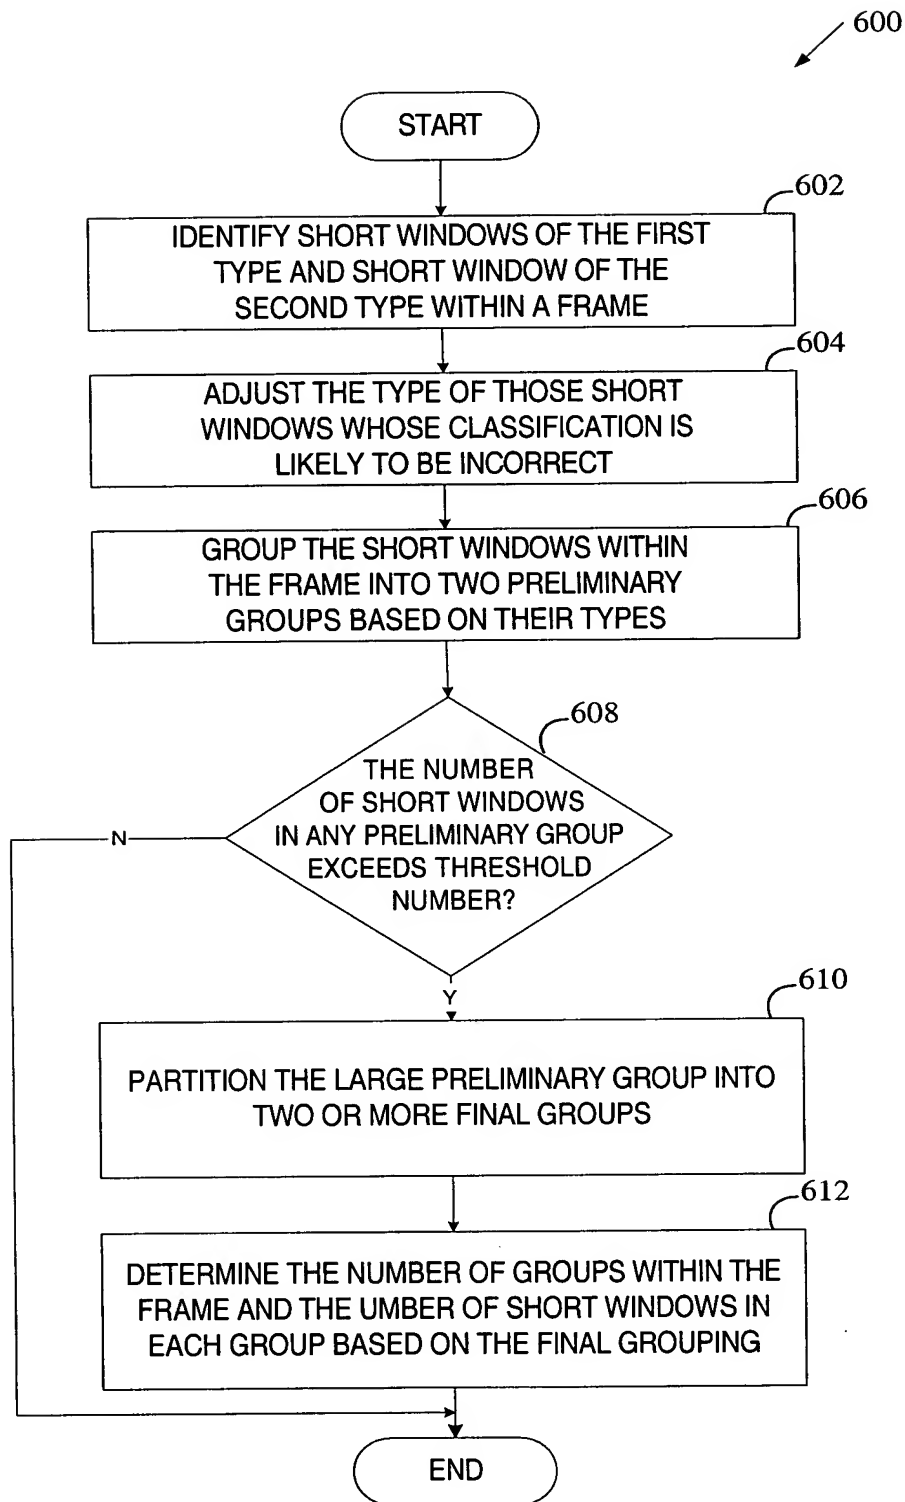 600
START
602
IDENTIFY SHORT WINDOWS OF THE FIRST
TYPE AND SHORT WINDOW OF THE
SECOND TYPE WITHIN A FRAME
604
ADJUST THE TYPE OF THOSE SHORT
WINDOWS WHOSE CLASSIFICATION IS
LIKELY TO BE INCORRECT
606
GROUP THE SHORT WINDOWS WITHIN
THE FRAME INTO TWO PRELIMINARY
GROUPS BASED ON THEIR TYPES
608
THE NUMBER
OF SHORT WINDOWS
IN ANY PRELIMINARY GROUP
EXCEEDS THRESHOLD
NUMBER?
N
Y
610
PARTITION THE LARGE PRELIMINARY GROUP INTO
TWO OR MORE FINAL GROUPS
612
DETERMINE THE NUMBER OF GROUPS WITHIN THE
FRAME AND THE UMBER OF SHORT WINDOWS IN
EACH GROUP BASED ON THE FINAL GROUPING
END